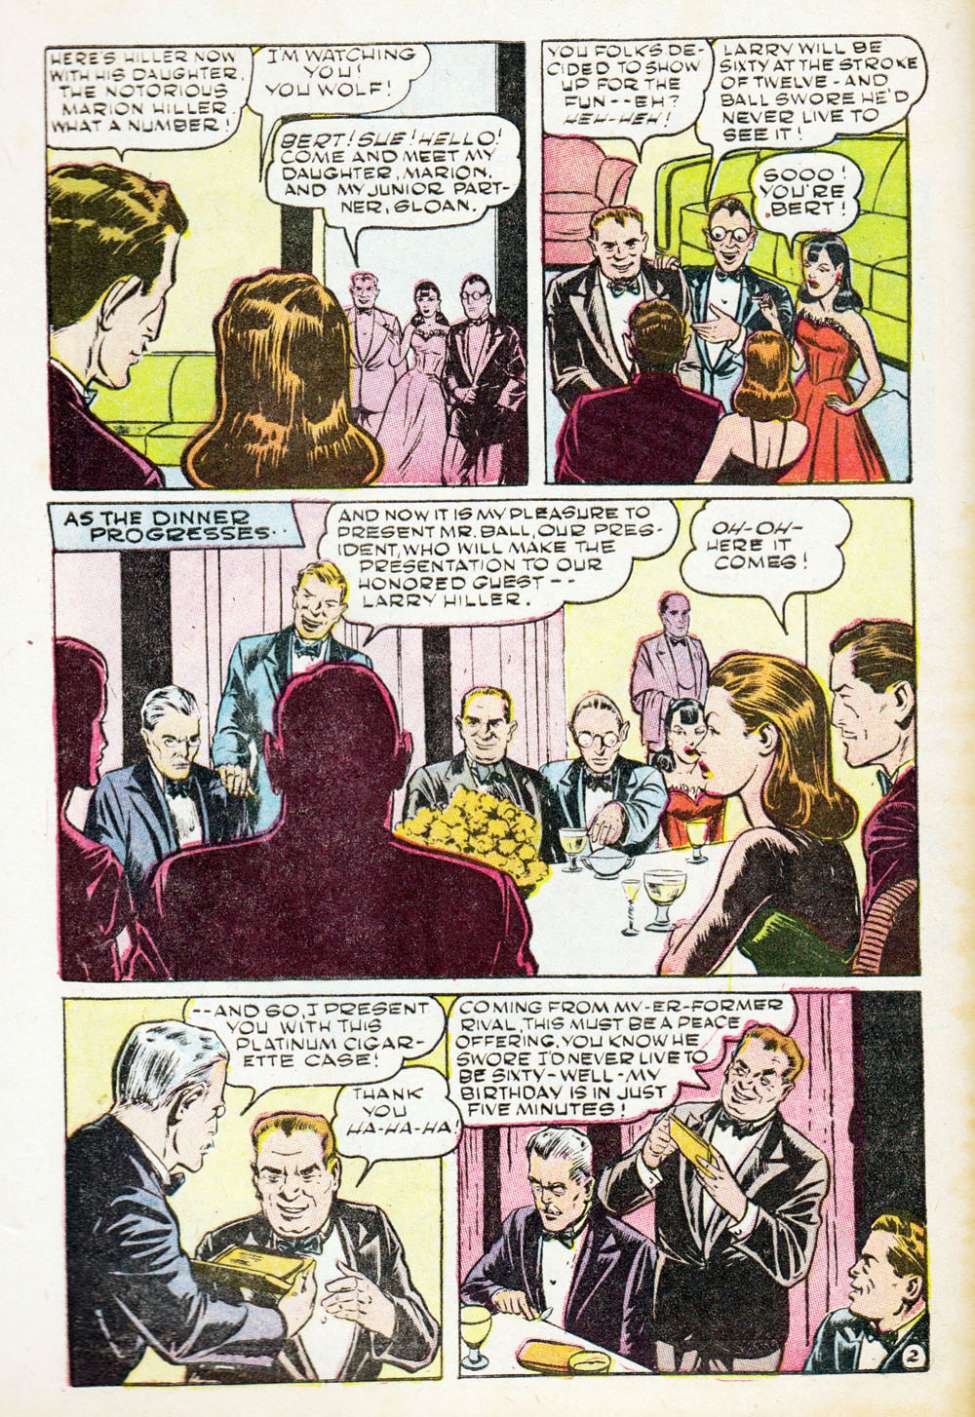 HERE'S HILLER NOW
WITH HIS DAUGHTER,
THE NOTORIOUS
MARION HILLER.
WHAT A NUMBER!
I'M WATCHING
YOU!
YOU WOLF!
BERT! SUE! HELLO!
COME AND MEET MY
DAUGHTER, MARION,
AND MY JUNIOR PART-
NER, SLOAN.
YOU FOLKS DE-
CIDED TO SHOW
UP FOR THE
FUN--EH?
HEH-HEH!
LARRY WILL BE
SIXTY AT THE STROKE
OF TWELVE-AND
BALL SWORE HE'D
NEVER LIVE TO
SEE IT!
SOOO!
YOU'RE
BERT!
AS THE DINNER
PROGRESSES..
AND NOW IT IS MY PLEASURE TO
PRESENT MR. BALL, OUR PRES-
IDENT, WHO WILL MAKE THE
PRESENTATION TO OUR
HONORED GUEST--
LARRY HILLER.
OH-OH-
HERE IT
COMES!
--AND SO, I PRESENT
YOU WITH THIS
PLATINUM CIGAR-
ETTE CASE!
THANK
YOU
HA-HA-HA!
COMING FROM MY-ER-FORMER
RIVAL, THIS MUST BE A PEACE
OFFERING. YOU KNOW HE
SWORE I'D NEVER LIVE TO
BE SIXTY-WELL-MY
BIRTHDAY IS IN JUST
FIVE MINUTES!
2